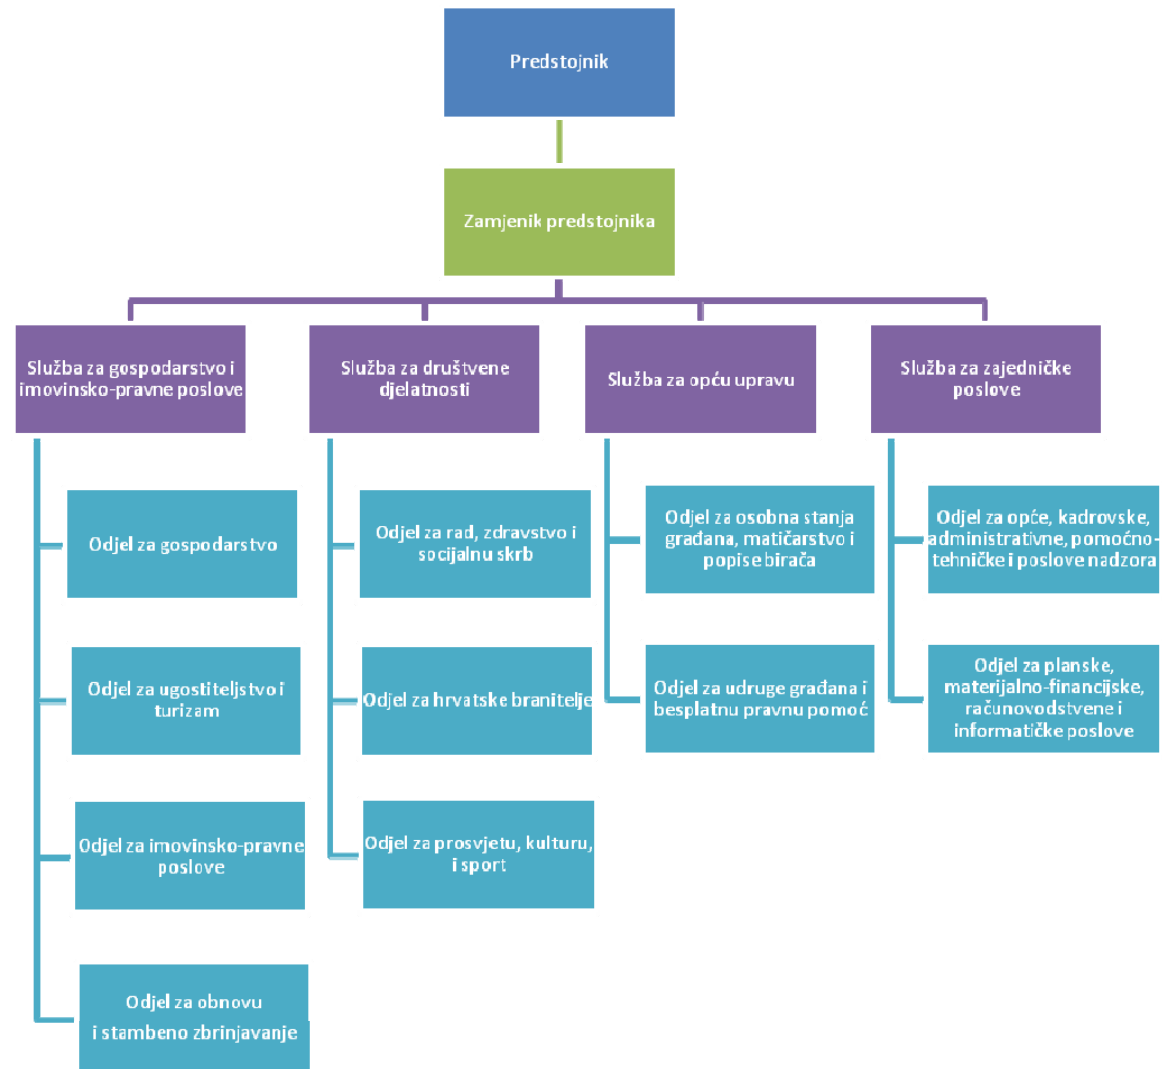 Predstojnik
Zamjenik predstojnika
Služba za gospodarstvo i
imovinsko-pravne poslove
Služba za društvene
djelatnosti
Služba za opću upravu
Služba za zajedničke
poslove
Odjel za gospodarstvo
Odjel za ugostiteljstvo i
turizam
Odjel za imovinsko-pravne
poslove
Odjel za obnovu
i stambeno zbrinjavanje
Odjel za rad, zdravstvo i
socijalnu skrb
Odjel za hrvatske branitelje
Odjel za prosvjetu, kulturu,
i sport
Odjel za osobna stanja
građana, matičarstvo i
popise birača
Odjel za udruge građana i
besplatnu pravnu pomoć
Odjel za opće, kadrovske,
administrativne, pomoćno-
tehničke i poslove nadzora
Odjel za planske,
materijalno-financijske,
računovodstvene i
informatičke poslove